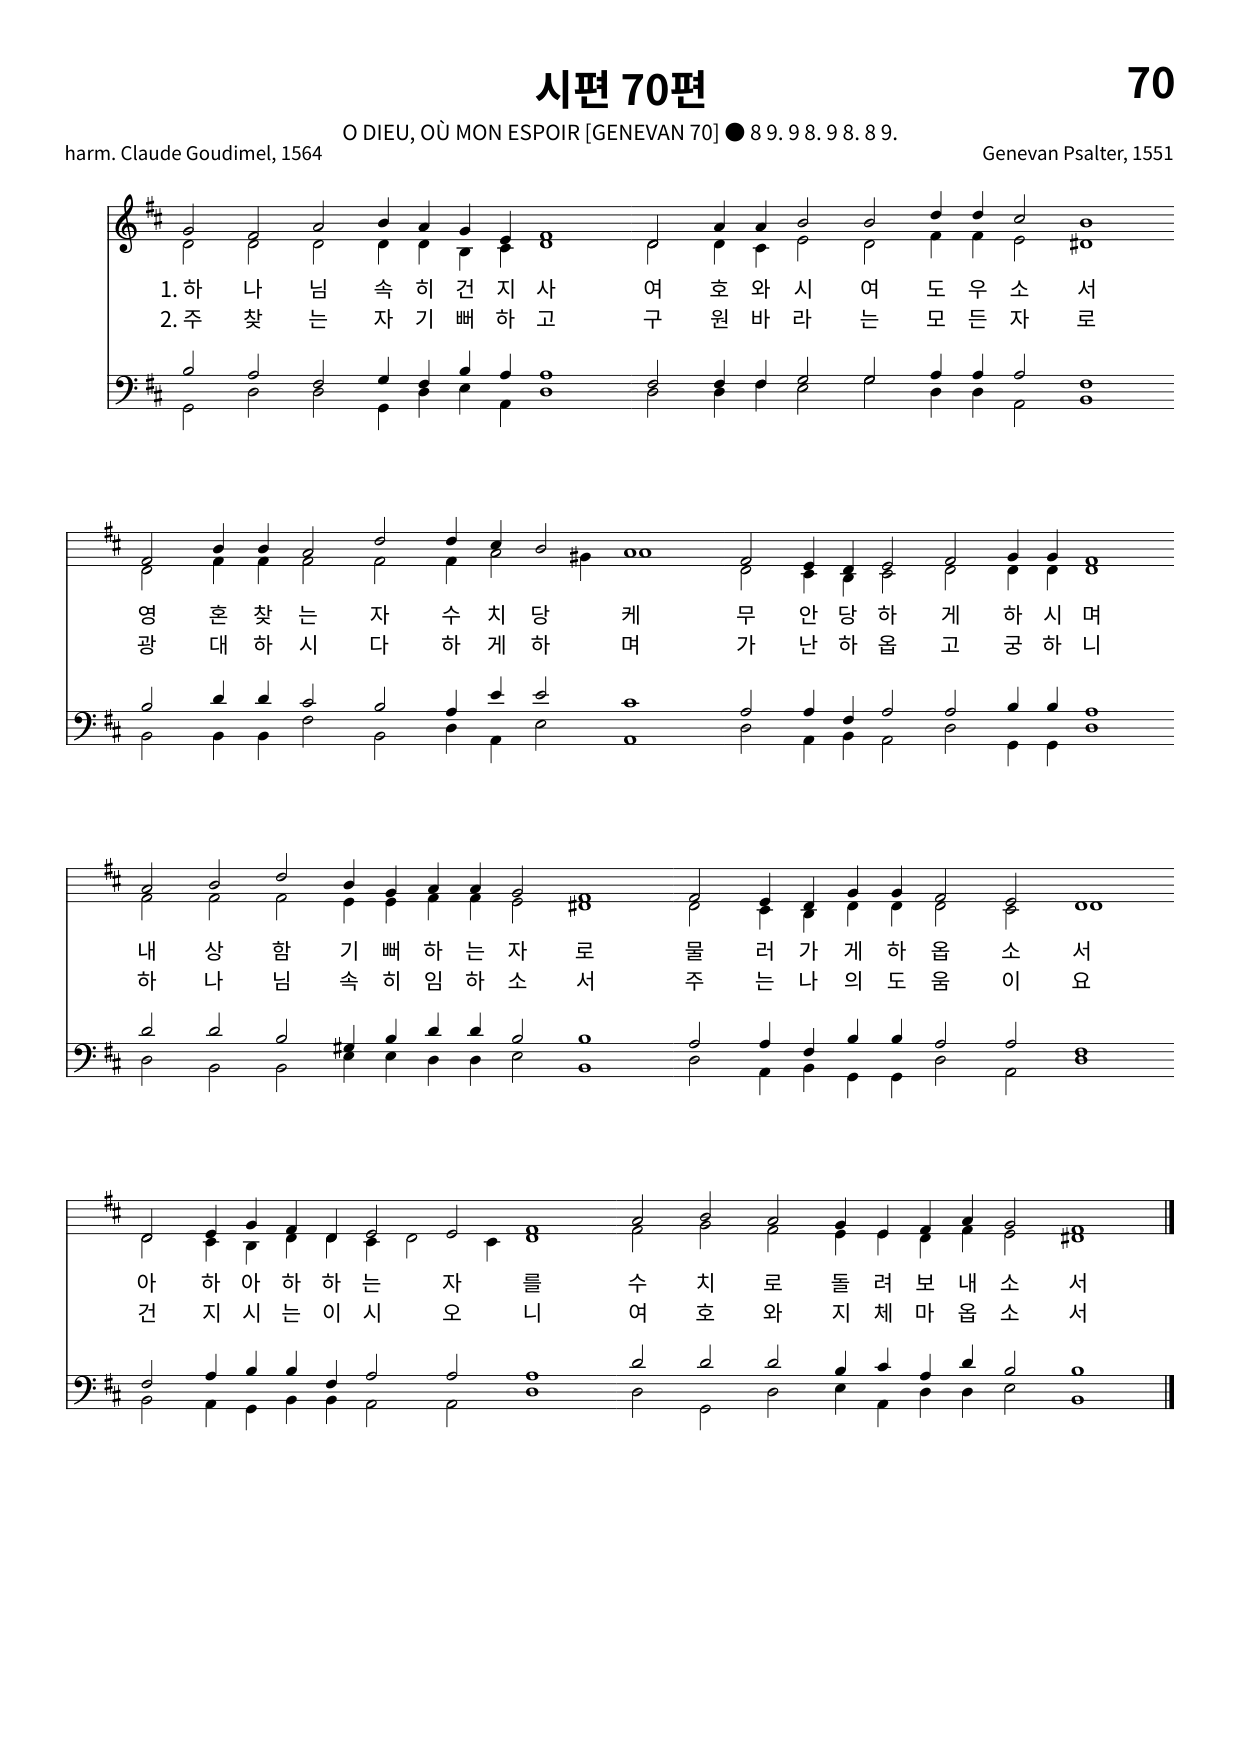 시편 70편
70
O DIEU, OÙ MON ESPOIR [GENEVAN 70] ● 8 9. 9 8. 9 8. 8 9.
harm. Claude Goudimel, 1564
Genevan Psalter, 1551
1. 하 나 님 속 히 건 지 사 여 호 와 시 여 도 우 소 서
2. 주 찾 는 자 기 뻐 하 고 구 원 바 라 는 모 든 자 로
영 혼 찾 는 자 수 치 당 케 무 안 당 하 게 하 시 며
광 대 하 시 다 하 게 하 며 가 난 하 옵 고 궁 하 니
내 상 함 기 뻐 하 는 자 로 물 러 가 게 하 옵 소 서
하 나 님 속 히 임 하 소 서 주 는 나 의 도 움 이 요
아 하 아 하 하 는 자 를 수 치 로 돌 려 보 내 소 서
건 지 시 는 이 시 오 니 여 호 와 지 체 마 옵 소 서